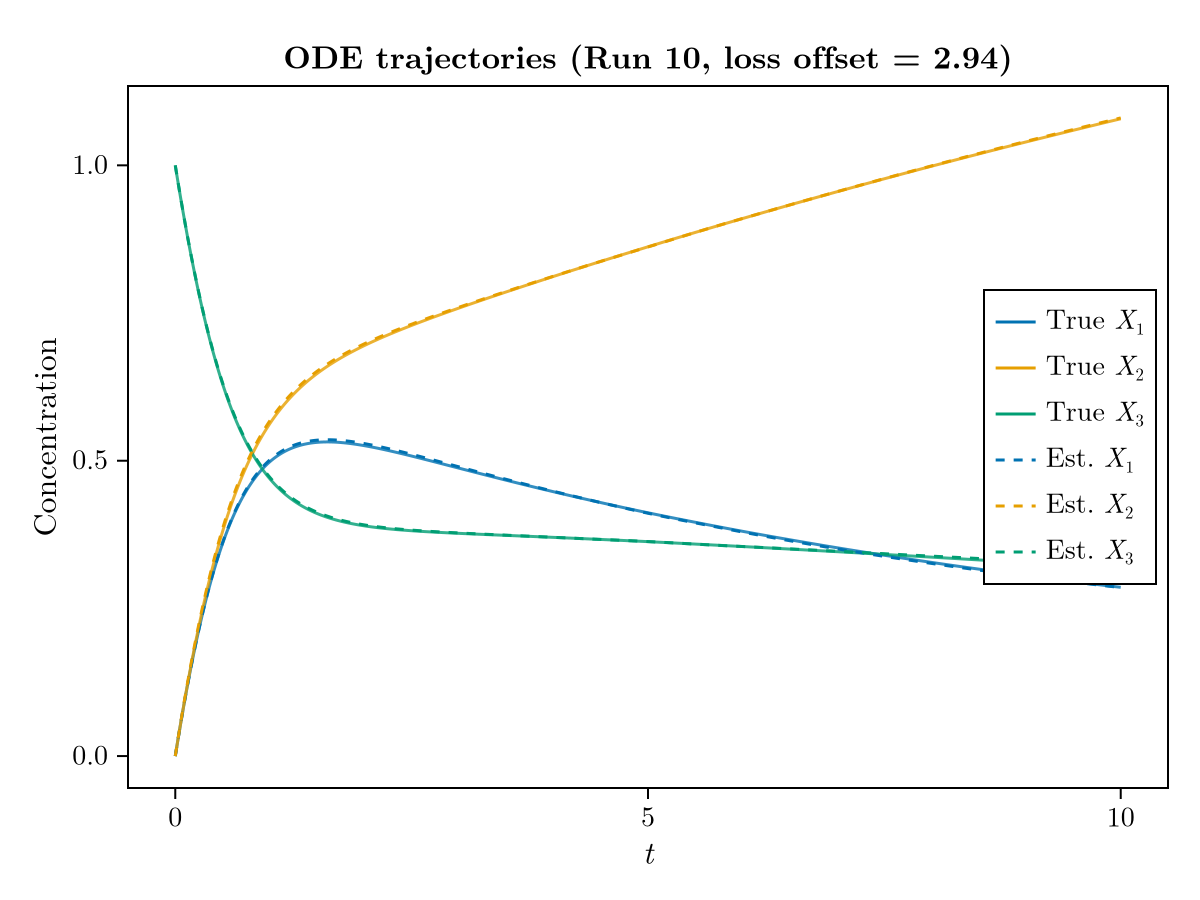 ODE trajectories (Run 10, loss offset = 2.94)
Concentration
1.0
0.5
0.0
True X₁
True X₂
True X₃
Est. X₁
Est. X₂
Est. X₃
0 5 10
t